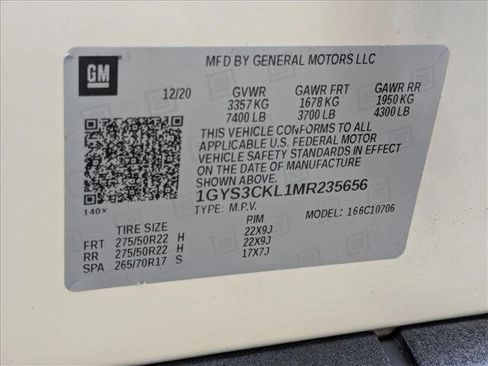 GM
MFD BY GENERAL MOTORS LLC
12/20 GVWR GAWR FRT GAWR RR
3357 KG 1678 KG 1950 KG
7400 LB 3700 LB 4300 LB
THIS VEHICLE CONFORMS TO ALL
APPLICABLE U.S. FEDERAL MOTOR
VEHICLE SAFETY STANDARDS IN EFFECT
ON THE DATE OF MANUFACTURE
SHOWN ABOVE.
1GYS3CKL1MR235656
140×
TYPE: M.P.V. MODEL: 166C10706
TIRE SIZE RIM
FRT 275/50R22 H 22X9J
RR 275/50R22 H 22X9J
SPA 265/70R17 S 17X7J